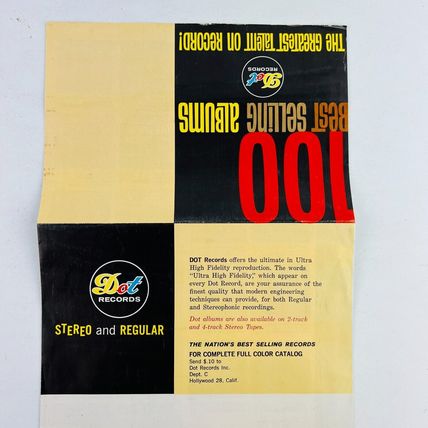 THE GREATEST TALENT ON RECORD!
Dot
RECORDS
BEST SELLING ALBUMS
100
Dot
RECORDS
STEREO and REGULAR
DOT Records offers the ultimate in Ultra
High Fidelity reproduction. The words
"Ultra High Fidelity," which appear on
every Dot Record, are your assurance of the
finest quality that modern engineering
techniques can provide, for both Regular
and Stereophonic recordings.
Dot albums are also available on 2-track
and 4-track Stereo Tapes.
THE NATION'S BEST SELLING RECORDS
FOR COMPLETE FULL COLOR CATALOG
Send $.10 to
Dot Records Inc.
Dept. C
Hollywood 28, Calif.